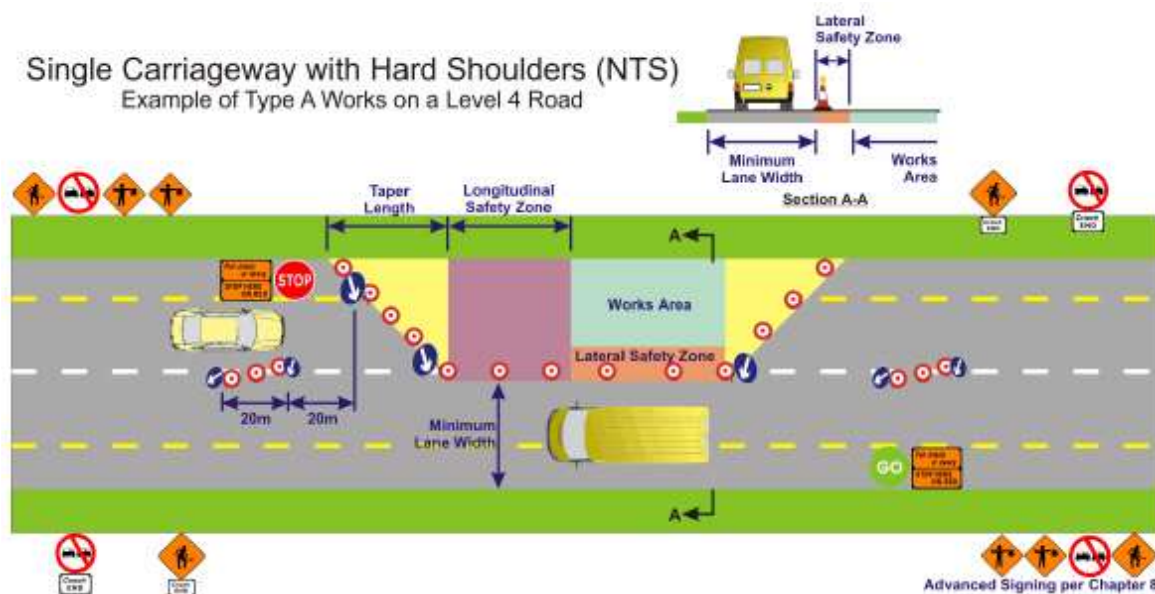 Single Carriageway with Hard Shoulders (NTS)
Example of Type A Works on a Level 4 Road
Lateral
Safety Zone
Minimum
Lane Width
Works
Area
Section A-A
Taper
Length
Longitudinal
Safety Zone
A
STOP
Works Area
Lateral Safety Zone
20m
20m
Minimum
Lane Width
GO
A
END
END
Advanced Signing per Chapter 8